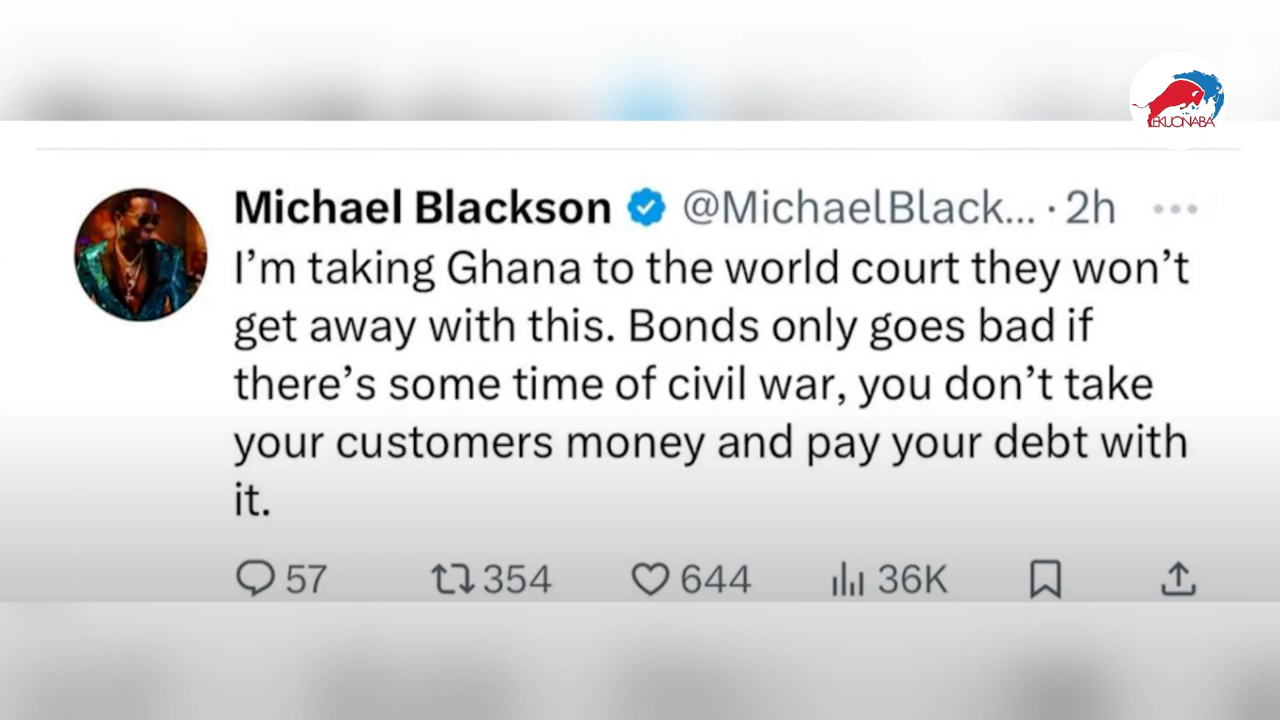 EKUONABA
Michael Blackson @MichaelBlack... · 2h
I’m taking Ghana to the world court they won’t
get away with this. Bonds only goes bad if
there’s some time of civil war, you don’t take
your customers money and pay your debt with
it.
57 354 644 36K